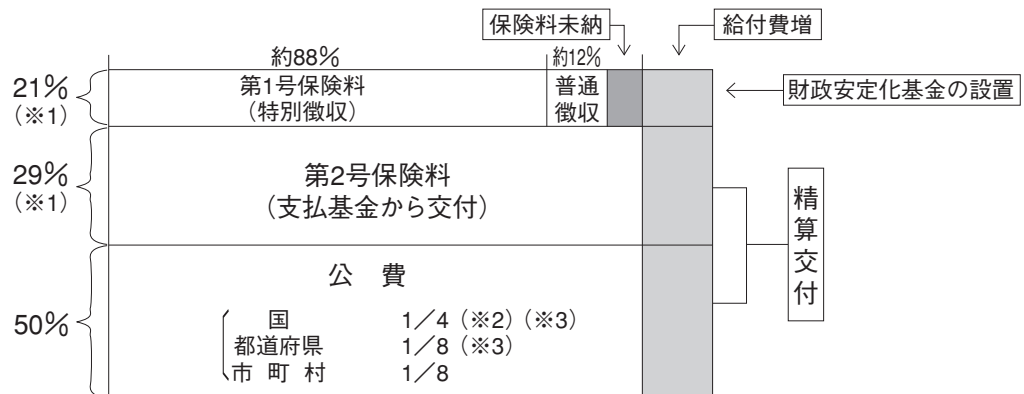 保険料未納
給付費増
約88%
約12%
21%
(※1)
第1号保険料
(特別徴収)
普通
徴収
財政安定化基金の設置
29%
(※1)
第2号保険料
(支払基金から交付)
精算交付
50%
公 費
国 1/4 (※2) (※3)
都道府県 1/8 (※3)
市 町 村 1/8